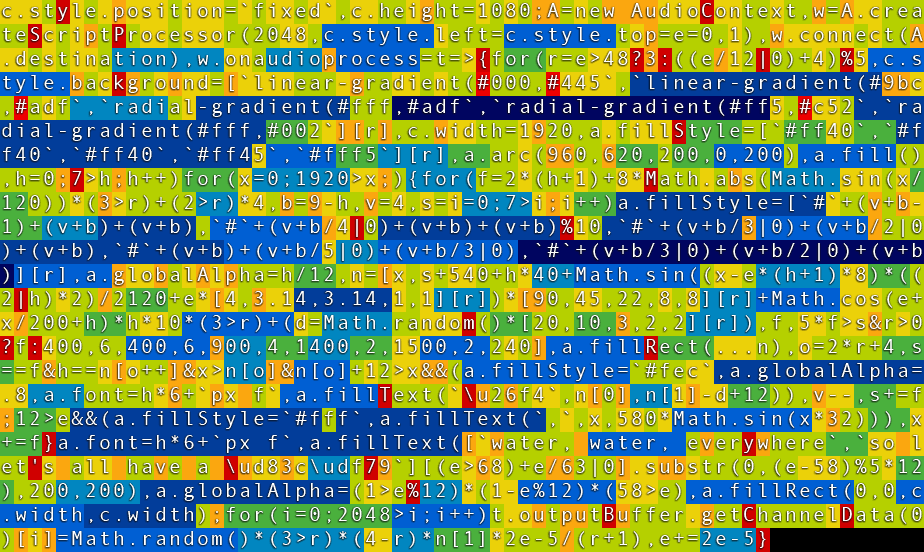 c.style.position=`fixed`,c.height=1080;A=new AudioContext,w=A.crea
teScriptProcessor(2048,c.style.left=c.style.top=e=0,1),w.connect(A
.destination),w.onaudioprocess=t=>{for(r=e>48?3:((e/12|0)+4)%5,c.s
tyle.background=[`linear-gradient(#000,#445`,`linear-gradient(#9bc
,#adf`,`radial-gradient(#fff,#adf`,`radial-gradient(#ff5,#c52`,`ra
dial-gradient(#fff,#002`][r],c.width=1920,a.fillStyle=[`#ff40`,`#f
f40`,`#ff40`,`#ff45`,`#fff5`][r],a.arc(960,620,200,0,200),a.fill()
,h=0;7>h;h++)for(x=0;1920>x;){for(f=2*(h+1)+8*Math.abs(Math.sin(x/
120))*(3>r)+(2>r)*4,b=9-h,v=4,s=i=0;7>i;i++)a.fillStyle=[`#`+(v+b-
1)+(v+b)+(v+b),`#`+(v+b/4|0)+(v+b)+(v+b)%10,`#`+(v+b/3|0)+(v+b/2|0
)+(v+b),`#`+(v+b)+(v+b/5|0)+(v+b/3|0),`#`+(v+b/3|0)+(v+b/2|0)+(v+b
)][r],a.globalAlpha=h/12,n=[x,s+540+h*40+Math.sin((x-e*(h+1)*8)*((
2|h)*2)/2120+e*[4,3.14,3.14,1,1][r])*[90,45,22,8,8][r]+Math.cos(e+
x/200+h)*h*10*(3>r)+(d=Math.random()*[20,10,3,2,2][r]),f,5*f>s&r>0
?f:400,6,400,6,900,4,1400,2,1500,2,240],a.fillRect(...n),o=2*r+4,s
==f&h==n[o++]&x>n[o]&n[o]+12>x&&(a.fillStyle=`#fec`,a.globalAlpha=
.8,a.font=h*6+`px f`,a.fillText(`\u26f4`,n[0],n[1]-d+12)),v--,s+=f
;12>e&&(a.fillStyle=`#fff`,a.fillText(`,`,x,580*Math.sin(x*32))),x
+=f}a.font=h*6+`px f`,a.fillText([`water, water, everywhere`,`so l
et's all have a \ud83c\udf79`][(e>68)+e/63|0].substr(0,(e-58)%5*12
),200,200),a.globalAlpha=(1>e%12)*(1-e%12)*(58>e),a.fillRect(0,0,c
.width,c.width);for(i=0;2048>i;i++)t.outputBuffer.getChannelData(0
)[i]=Math.random()*(3>r)*(4-r)*n[1]*2e-5/(r+1),e+=2e-5}